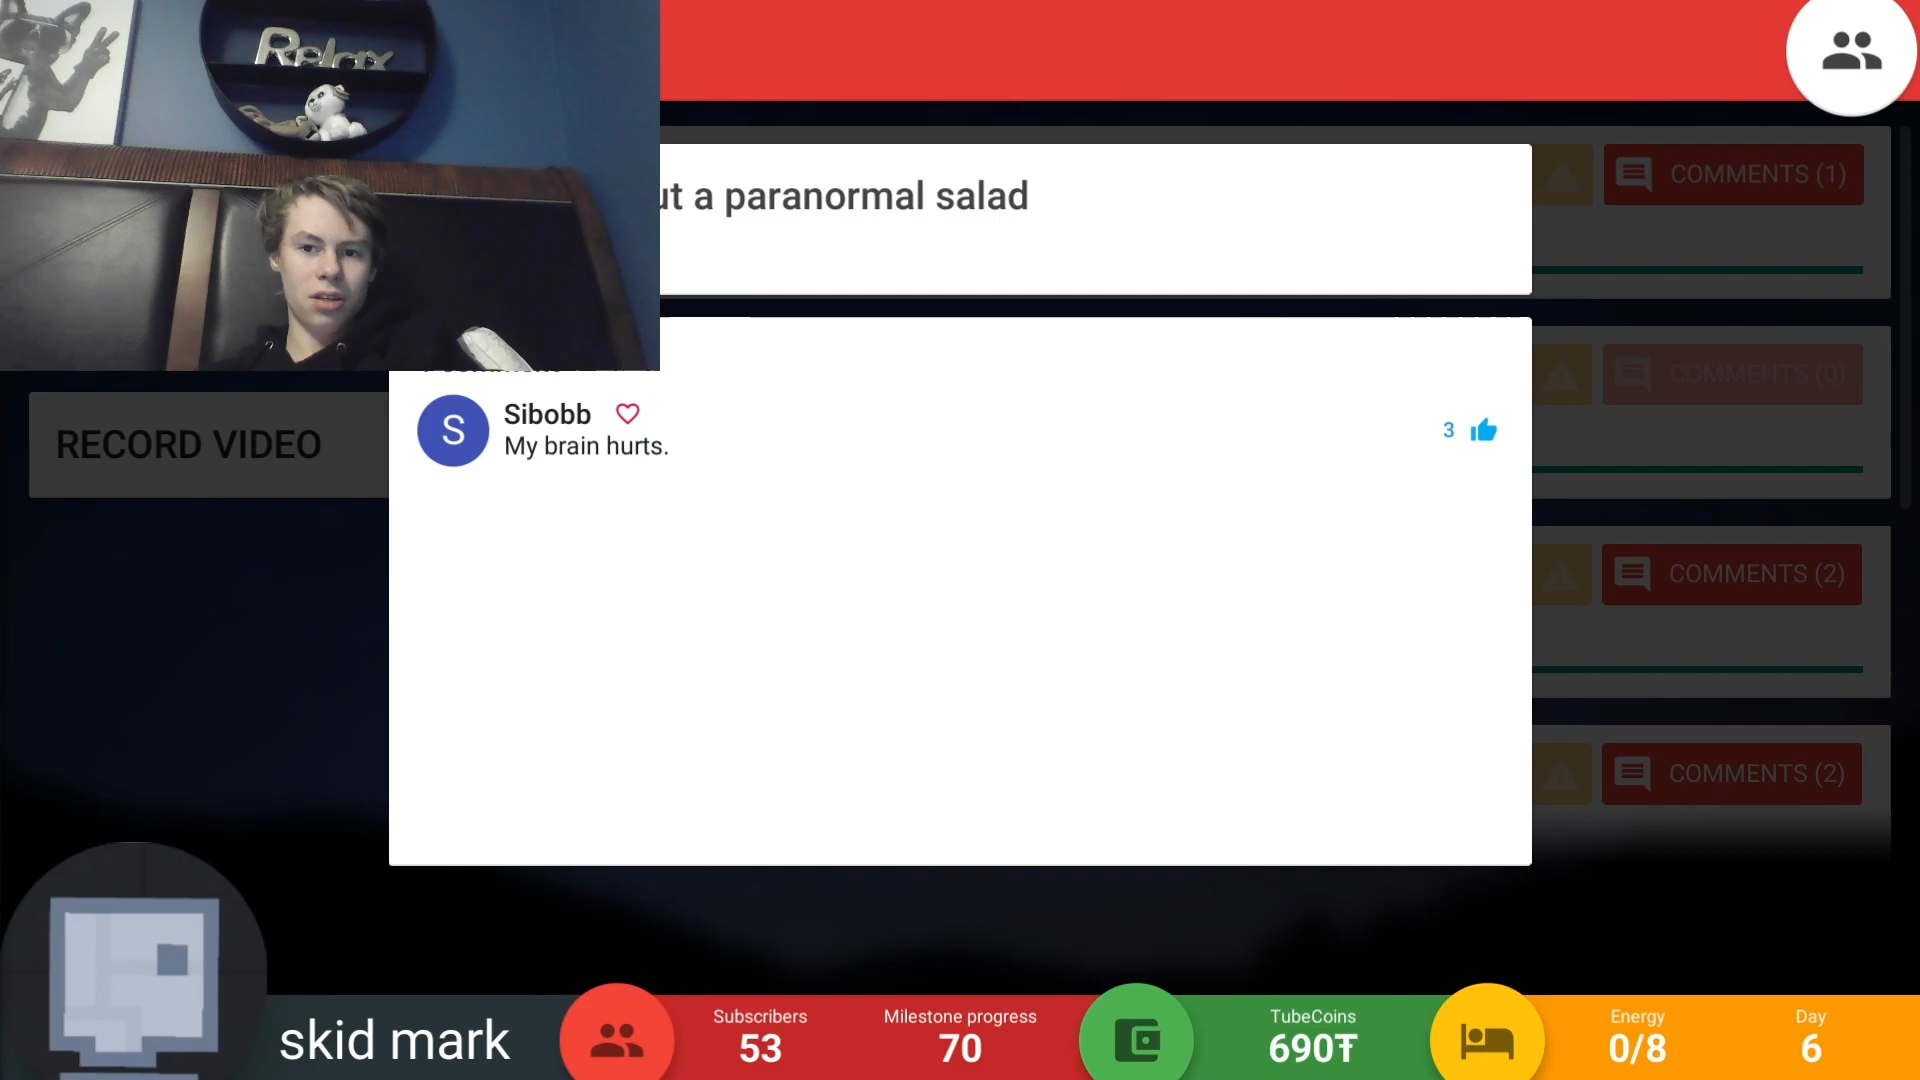 Relax
ut a paranormal salad
COMMENTS (1)
COMMENTS (0)
S
Sibobb
My brain hurts.
3
RECORD VIDEO
COMMENTS (2)
COMMENTS (2)
skid mark
Subscribers
53
Milestone progress
70
TubeCoins
690Ŧ
Energy
0/8
Day
6